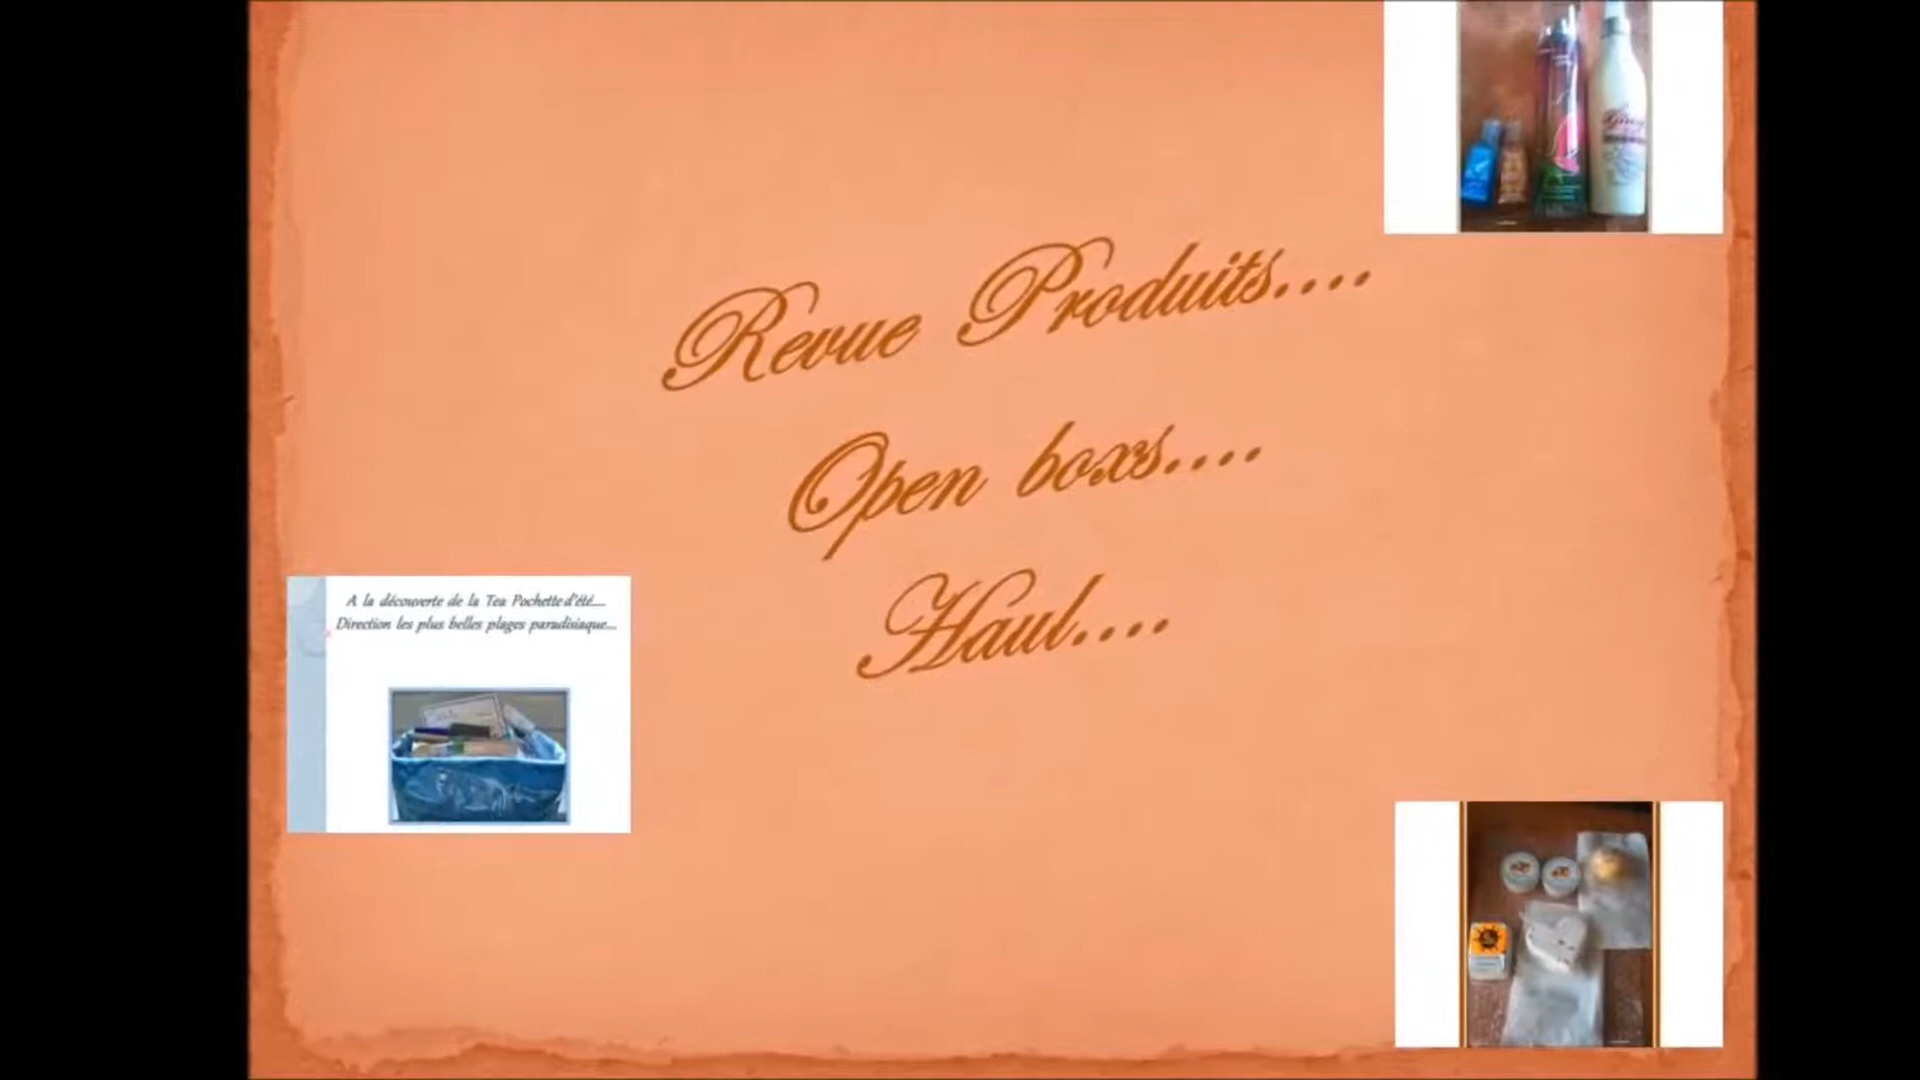 Revue Produits....
Open boxs....
Haul....
A la découverte de la Tea Pochette d'été....
Direction les plus belles plages paradisiaque...